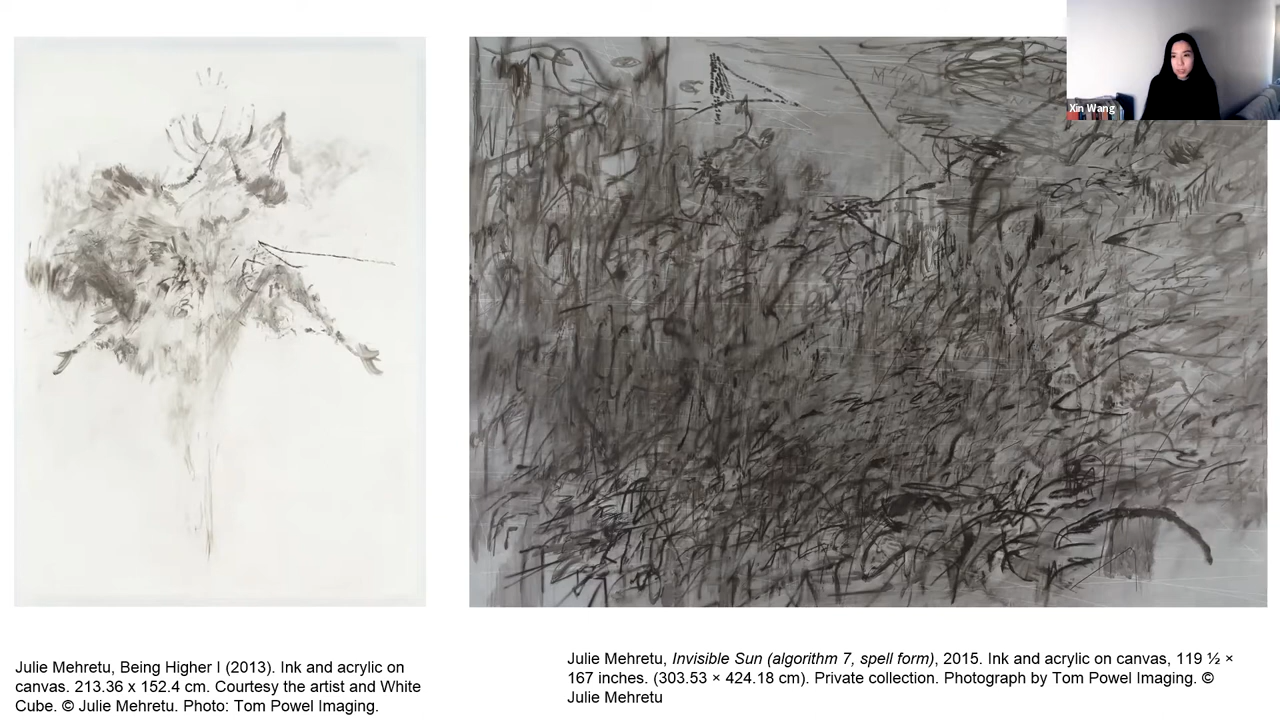 Xin Wang
Julie Mehretu, Being Higher I (2013). Ink and acrylic on
canvas. 213.36 x 152.4 cm. Courtesy the artist and White
Cube. © Julie Mehretu. Photo: Tom Powel Imaging.
Julie Mehretu, Invisible Sun (algorithm 7, spell form), 2015. Ink and acrylic on canvas, 119 ½ ×
167 inches. (303.53 × 424.18 cm). Private collection. Photograph by Tom Powel Imaging. ©
Julie Mehretu